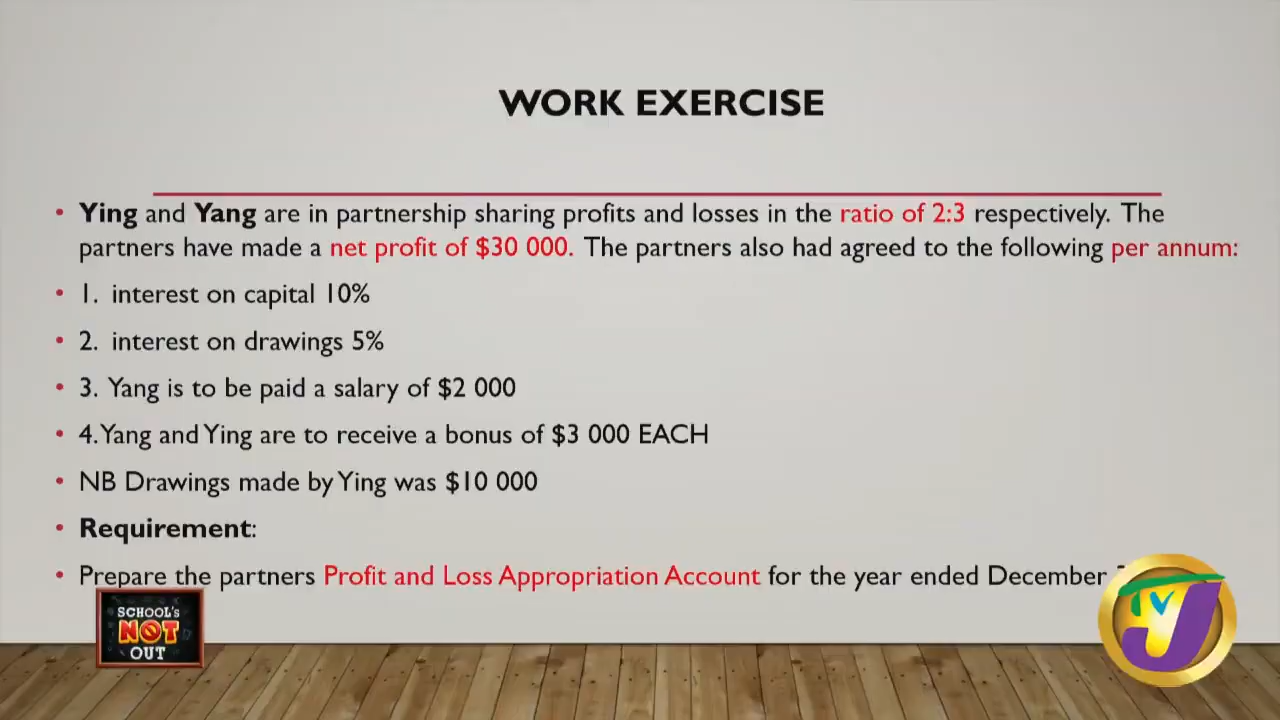 WORK EXERCISE
• Ying and Yang are in partnership sharing profits and losses in the ratio of 2:3 respectively. The
partners have made a net profit of $30 000. The partners also had agreed to the following per annum:
• 1. interest on capital 10%
• 2. interest on drawings 5%
• 3. Yang is to be paid a salary of $2 000
• 4. Yang and Ying are to receive a bonus of $3 000 EACH
• NB Drawings made by Ying was $10 000
• Requirement:
• Prepare the partners Profit and Loss Appropriation Account for the year ended December
SCHOOL's
NOT
OUT
TVJ